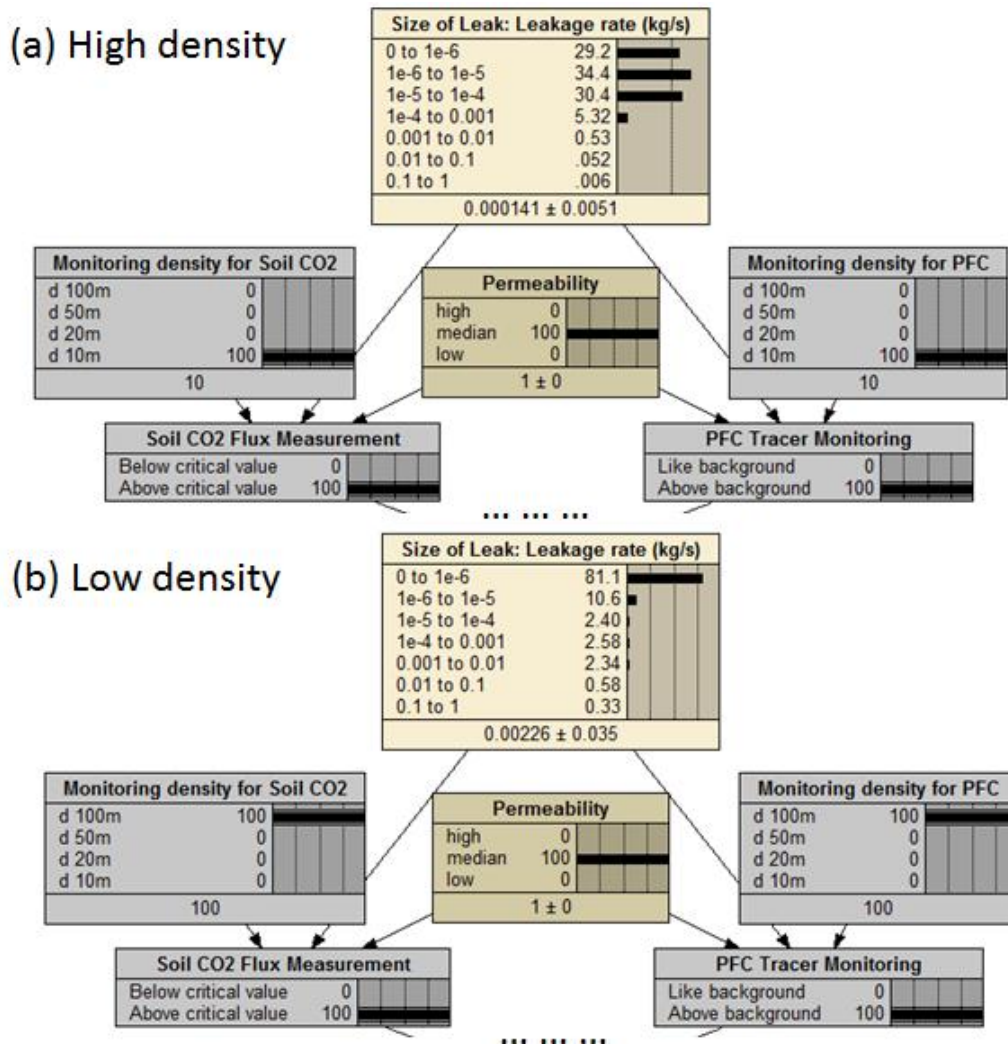 (a) High density
Size of Leak: Leakage rate (kg/s)
0 to 1e-6 29.2
1e-6 to 1e-5 34.4
1e-5 to 1e-4 30.4
1e-4 to 0.001 5.32
0.001 to 0.01 0.53
0.01 to 0.1 .052
0.1 to 1 .006
0.000141 ± 0.0051
Monitoring density for Soil CO2
d 100m 0
d 50m 0
d 20m 0
d 10m 100
10
Permeability
high 0
median 100
low 0
1 ± 0
Monitoring density for PFC
d 100m 0
d 50m 0
d 20m 0
d 10m 100
10
Soil CO2 Flux Measurement
Below critical value 0
Above critical value 100
PFC Tracer Monitoring
Like background 0
Above background 100
... ... ...
(b) Low density
Size of Leak: Leakage rate (kg/s)
0 to 1e-6 81.1
1e-6 to 1e-5 10.6
1e-5 to 1e-4 2.40
1e-4 to 0.001 2.58
0.001 to 0.01 2.34
0.01 to 0.1 0.58
0.1 to 1 0.33
0.00226 ± 0.035
Monitoring density for Soil CO2
d 100m 100
d 50m 0
d 20m 0
d 10m 0
100
Permeability
high 0
median 100
low 0
1 ± 0
Monitoring density for PFC
d 100m 100
d 50m 0
d 20m 0
d 10m 0
100
Soil CO2 Flux Measurement
Below critical value 0
Above critical value 100
PFC Tracer Monitoring
Like background 0
Above background 100
... ... ...